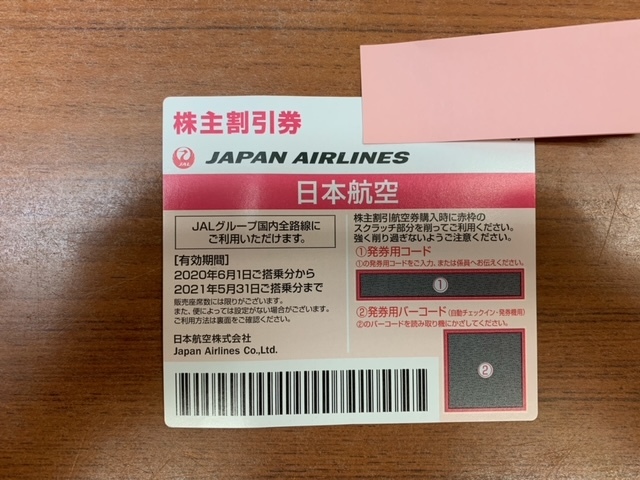 株主割引券
JAL
JAPAN AIRLINES
日本航空
JALグループ国内全路線に
ご利用いただけます。
[有効期間]
2020年6月1日ご搭乗分から
2021年5月31日ご搭乗分まで
販売座席数には限りがございます。
また、便によっては設定がない場合がございます。
ご利用方法は裏面をご確認ください。
日本航空株式会社
Japan Airlines Co.,Ltd.
株主割引航空券購入時に赤枠の
スクラッチ部分を削ってご利用ください。
強く削り過ぎないようご注意ください。
①発券用コード
①の発券用コードをご入力、または係員へお伝えください。
①
②発券用バーコード(自動チェックイン・発券機用)
②のバーコードを読み取り機にかざしてください。
②